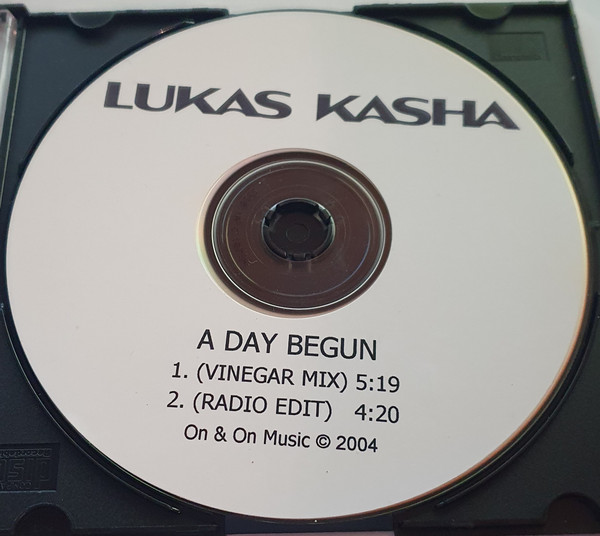 LUKAS KASHA
A DAY BEGUN
1. (VINEGAR MIX) 5:19
2. (RADIO EDIT) 4:20
On & On Music © 2004